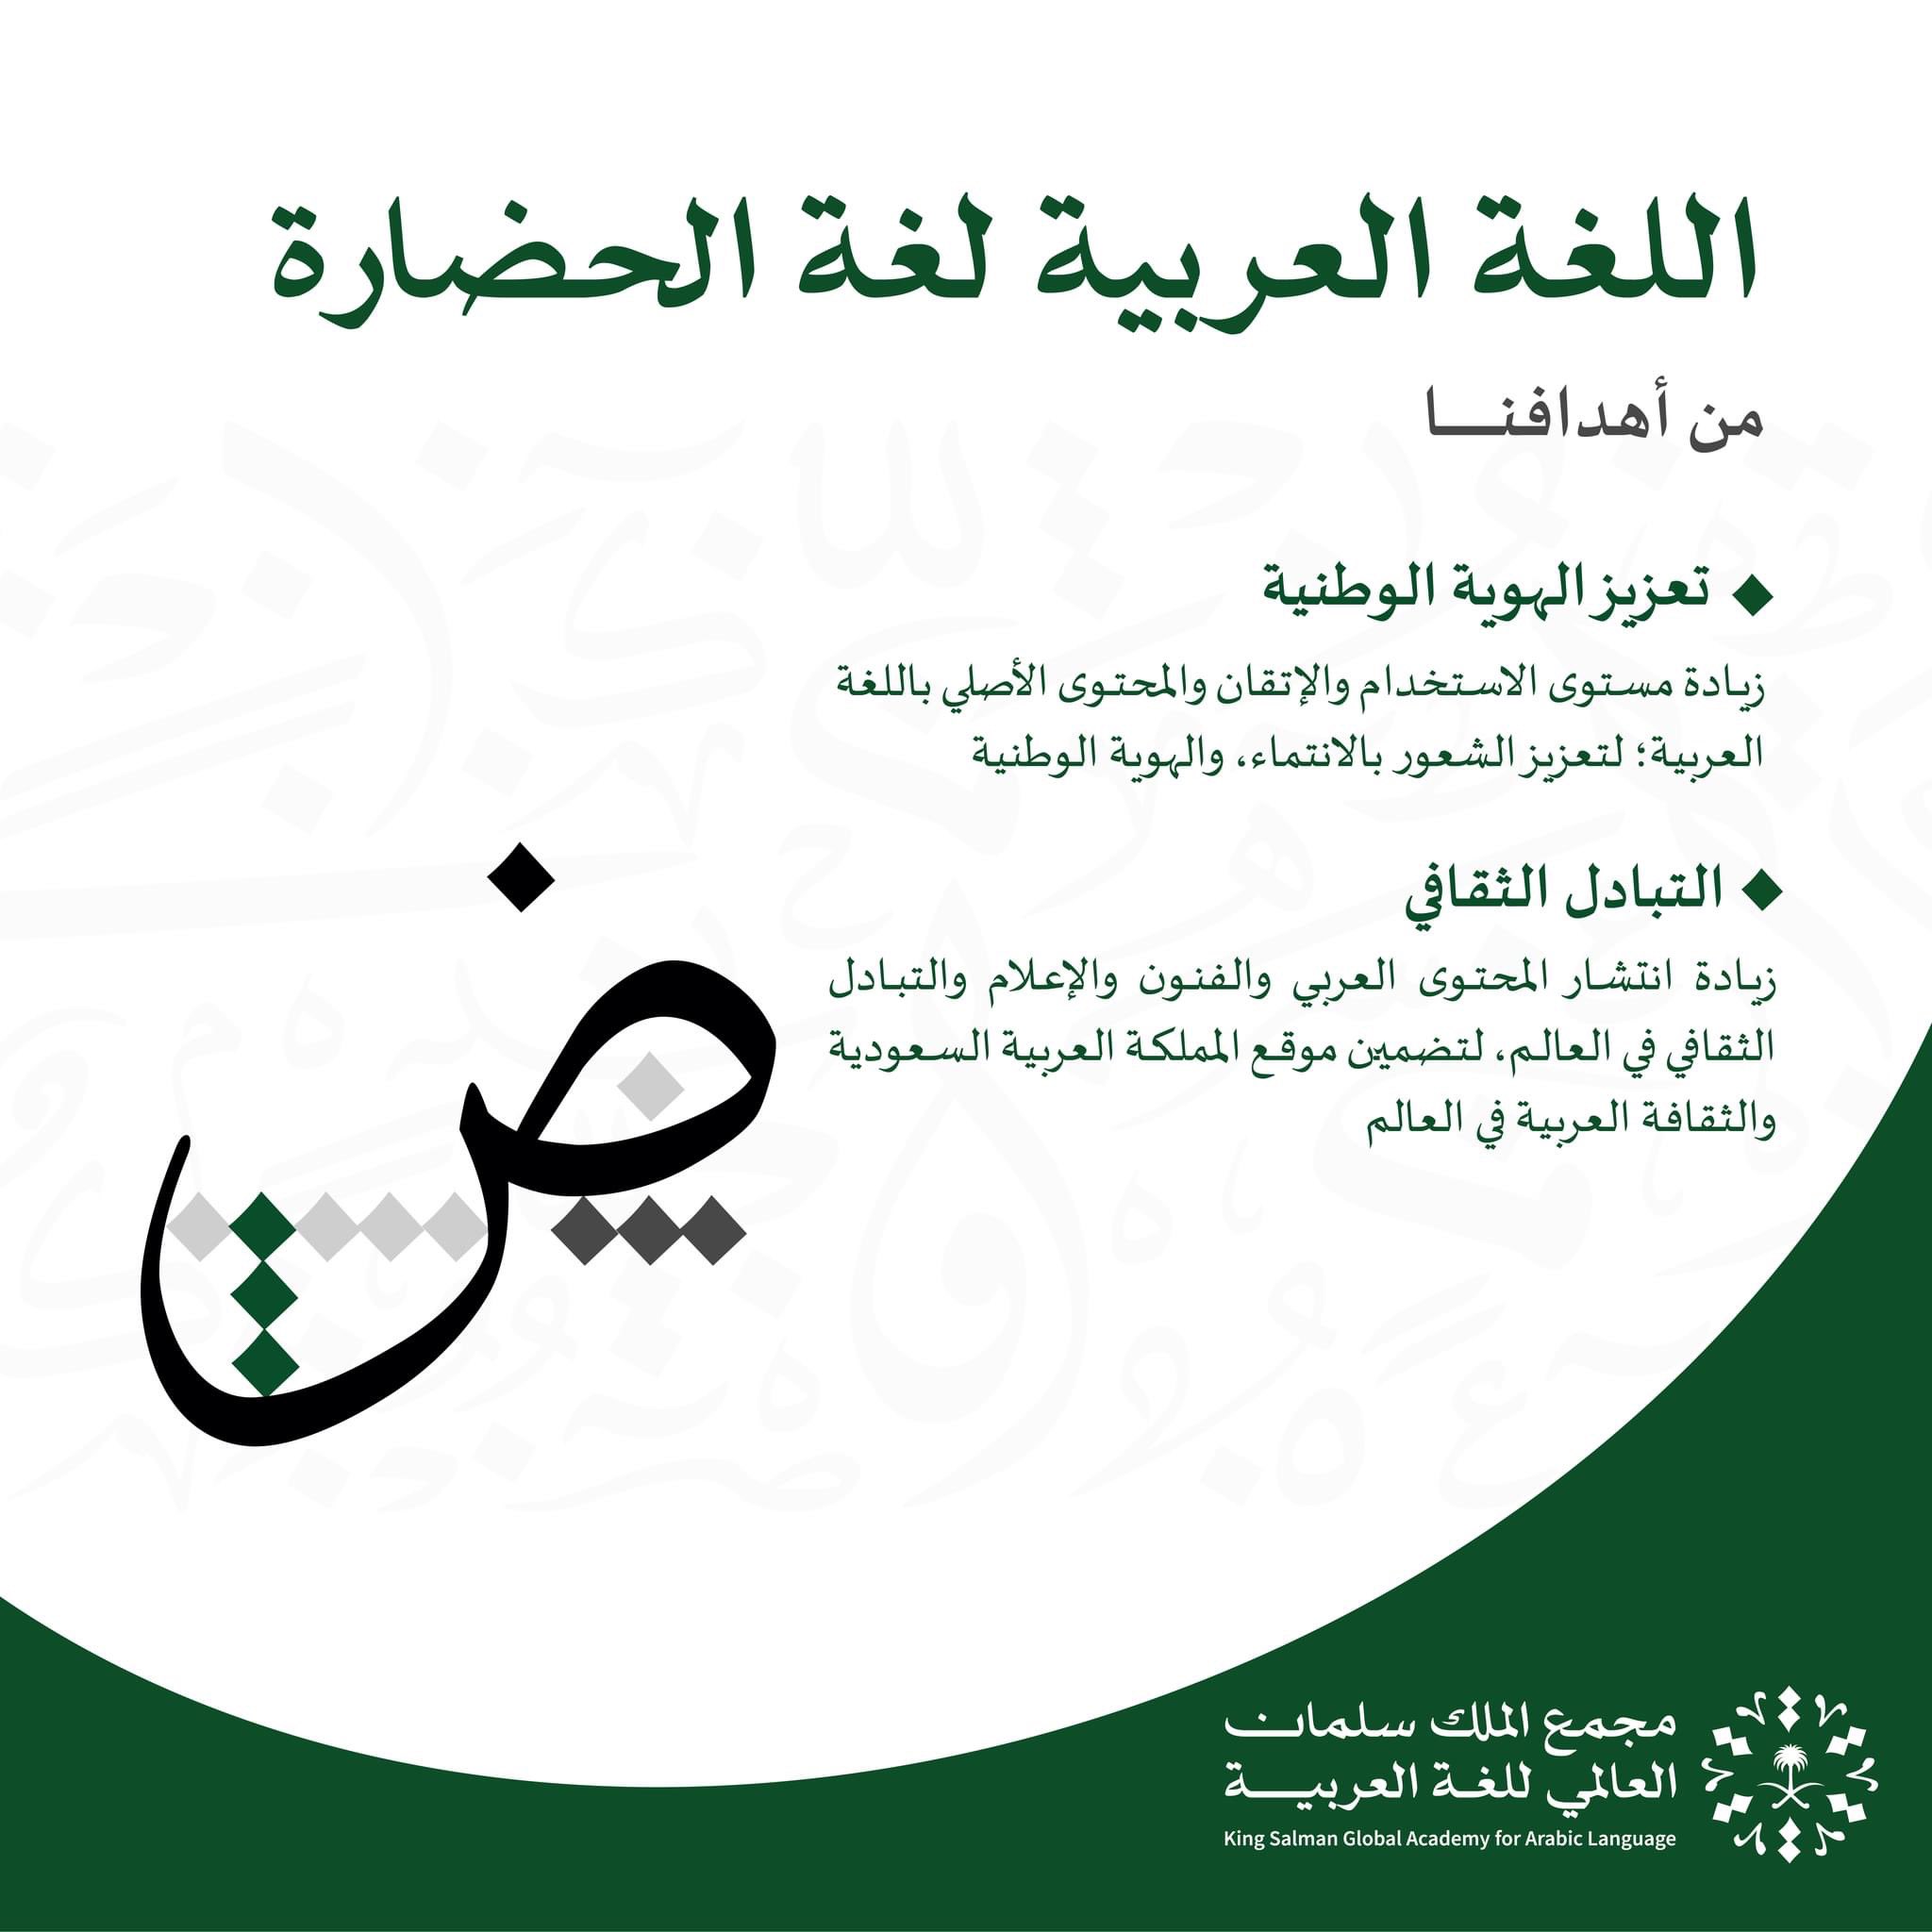 اللغة العربية لغة الحضارة
من أهدافنا
تعزيز الهوية الوطنية
زيادة مستوى الاستخدام والإتقان والمحتوى الأصلي باللغة
العربية؛ لتعزيز الشعور بالانتماء، والهوية الوطنية
التبادل الثقافي
زيادة انتشار المحتوى العربي والفنون والإعلام والتبادل
الثقافي في العالم، لتضمين موقع المملكة العربية السعودية
والثقافة العربية في العالم
ض
مجمع الملك سلمان
العالمي للغة العربية
King Salman Global Academy for Arabic Language